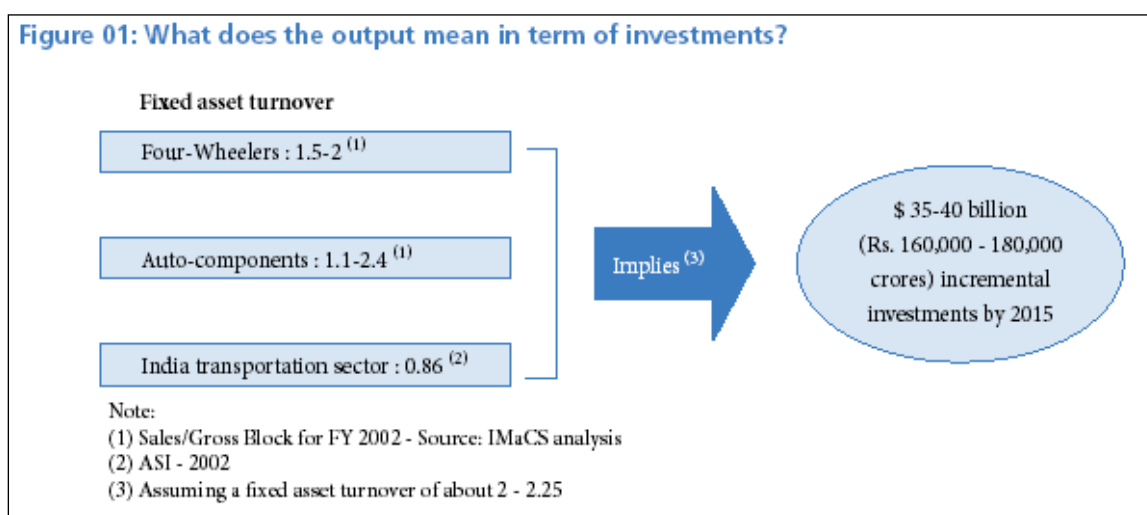 Figure 01: What does the output mean in term of investments?
Fixed asset turnover
Four-Wheelers : 1.5-2 (1)
Auto-components : 1.1-2.4 (1)
India transportation sector : 0.86 (2)
Implies (3)
$ 35-40 billion
(Rs. 160,000 - 180,000
crores) incremental
investments by 2015
Note:
(1) Sales/Gross Block for FY 2002 - Source: IMaCS analysis
(2) ASI - 2002
(3) Assuming a fixed asset turnover of about 2 - 2.25